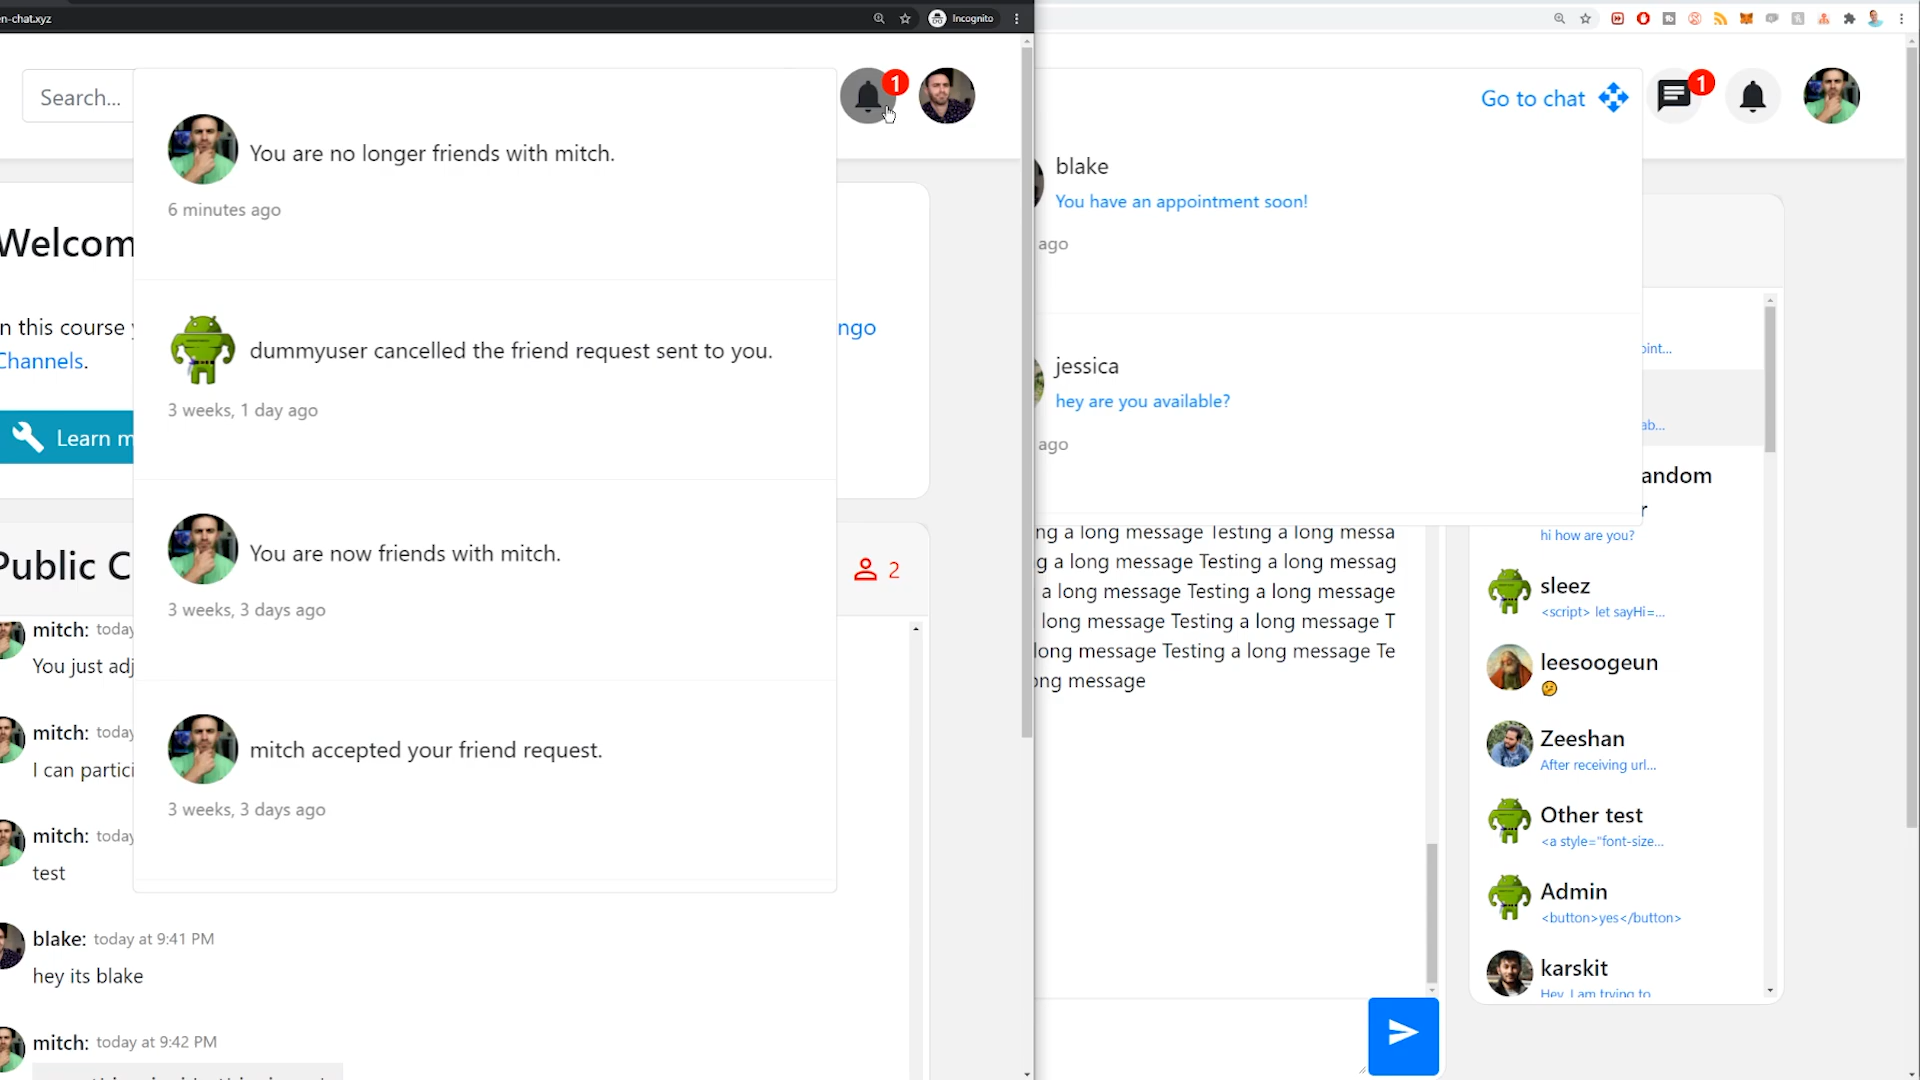 n-chat.xyz
Incognito
Search...
1
You are no longer friends with mitch.
6 minutes ago
dummyuser cancelled the friend request sent to you.
3 weeks, 1 day ago
You are now friends with mitch.
3 weeks, 3 days ago
mitch accepted your friend request.
3 weeks, 3 days ago
Welcom
n this course
ngo
Channels.
Learn m
Public C
2
mitch: today
You just adj
mitch: today
I can partici
mitch: today
test
blake: today at 9:41 PM
hey its blake
mitch: today at 9:42 PM
Go to chat
1
blake
You have an appointment soon!
ago
jessica
hey are you available?
ago
ng a long message Testing a long messa
g a long message Testing a long messag
a long message Testing a long message
long message Testing a long message T
long message Testing a long message Te
ong message
oint...
ab...
andom
r
hi how are you?
sleez
<script> let sayHi=...
leesoogeun
Zeeshan
After receiving url...
Other test
<a style="font-size...
Admin
<button>yes</button>
karskit
Hey, I am trying to